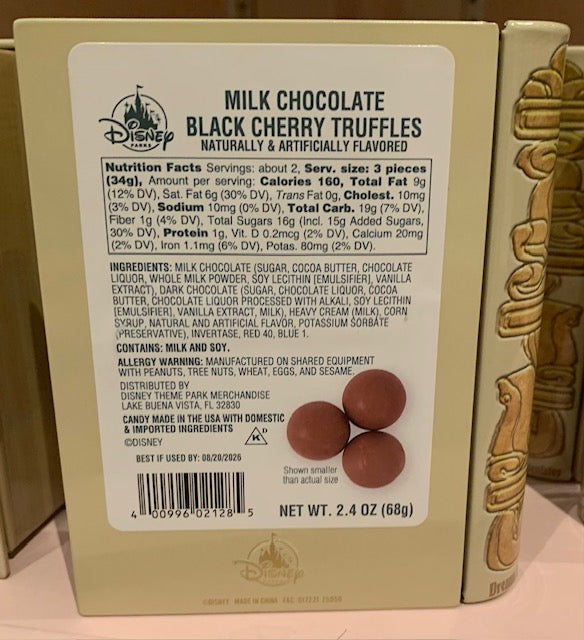 Disney
PARKS
MILK CHOCOLATE
BLACK CHERRY TRUFFLES
NATURALLY & ARTIFICIALLY FLAVORED
Nutrition Facts Servings: about 2, Serv. size: 3 pieces
(34g), Amount per serving: Calories 160, Total Fat 9g
(12% DV), Sat. Fat 6g (30% DV), Trans Fat 0g, Cholest. 10mg
(3% DV), Sodium 10mg (0% DV), Total Carb. 19g (7% DV),
Fiber 1g (4% DV), Total Sugars 16g (Incl. 15g Added Sugars,
30% DV), Protein 1g, Vit. D 0.2mcg (2% DV), Calcium 20mg
(2% DV), Iron 1.1mg (6% DV), Potas. 80mg (2% DV).
INGREDIENTS: MILK CHOCOLATE (SUGAR, COCOA BUTTER, CHOCOLATE
LIQUOR, WHOLE MILK POWDER, SOY LECITHIN [EMULSIFIER], VANILLA
EXTRACT), DARK CHOCOLATE (SUGAR, CHOCOLATE LIQUOR, COCOA
BUTTER, CHOCOLATE LIQUOR PROCESSED WITH ALKALI, SOY LECITHIN
[EMULSIFIER], VANILLA EXTRACT, MILK), HEAVY CREAM (MILK), CORN
SYRUP, NATURAL AND ARTIFICIAL FLAVOR, POTASSIUM SORBATE
(PRESERVATIVE), INVERTASE, RED 40, BLUE 1.
CONTAINS: MILK AND SOY.
ALLERGY WARNING: MANUFACTURED ON SHARED EQUIPMENT
WITH PEANUTS, TREE NUTS, WHEAT, EGGS, AND SESAME.
DISTRIBUTED BY
DISNEY THEME PARK MERCHANDISE
LAKE BUENA VISTA, FL 32830
CANDY MADE IN THE USA WITH DOMESTIC
& IMPORTED INGREDIENTS
©DISNEY
K D
BEST IF USED BY: 08/20/2026
Shown smaller
than actual size
4 00996 02128 5
NET WT. 2.4 OZ (68g)
Disney
©DISNEY MADE IN CHINA FAC